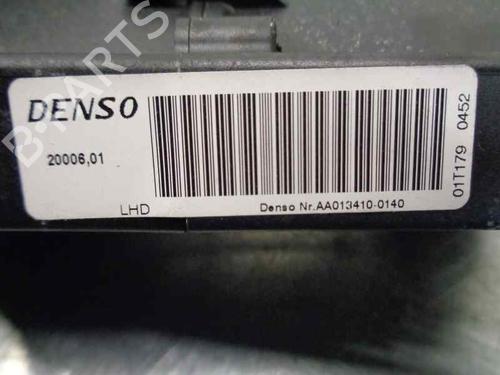 DENSO
20006,01
LHD
Denso Nr.AA013410-0140
01T179 0452
B-PARTS